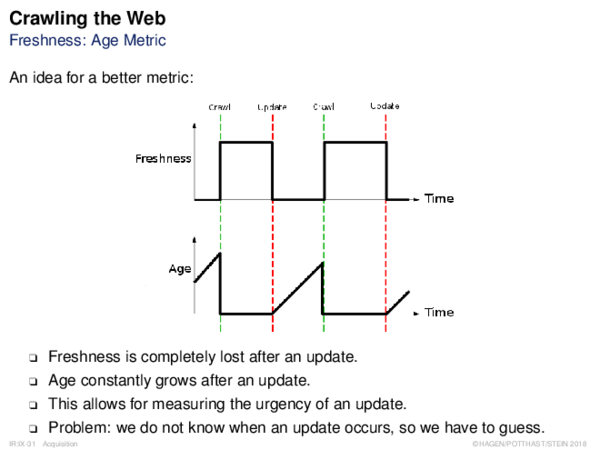 Crawling the Web
Freshness: Age Metric
An idea for a better metric:
Crawl Update Crawl Update
Freshness
Time
Age
Time
❏ Freshness is completely lost after an update.
❏ Age constantly grows after an update.
❏ This allows for measuring the urgency of an update.
❏ Problem: we do not know when an update occurs, so we have to guess.
IR:IX-31 Acquisition ©HAGEN/POTTHAST/STEIN 2018